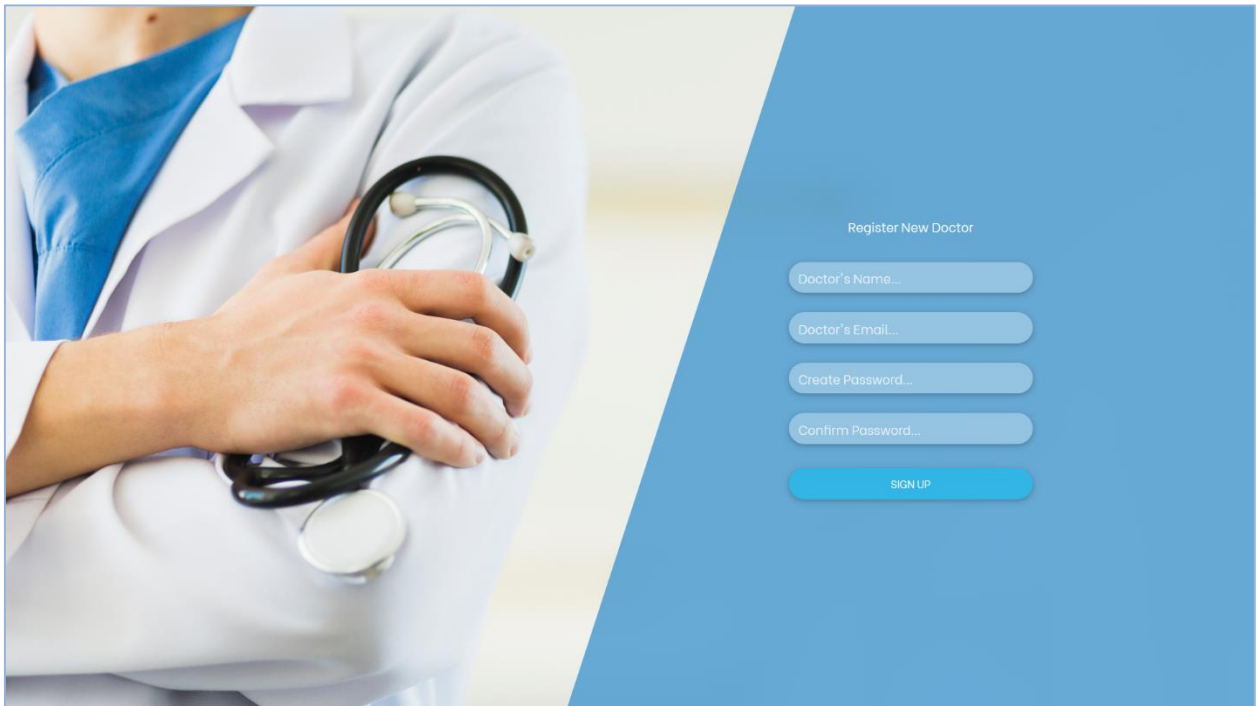 Register New Doctor
Doctor's Name...
Doctor's Email...
Create Password...
Confirm Password...
SIGN UP